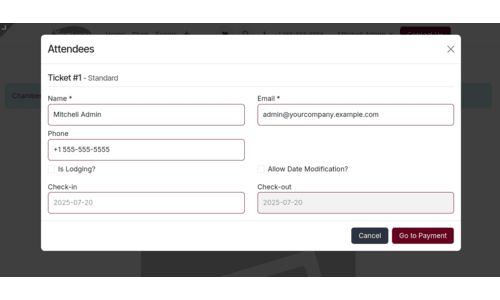 Attendees
Ticket #1 - Standard
Name *
Email *
Mitchell Admin
admin@yourcompany.example.com
Phone
+1 555-555-5555
Is Lodging?
Allow Date Modification?
Check-in
Check-out
2025-07-20
2025-07-20
Cancel
Go to Payment